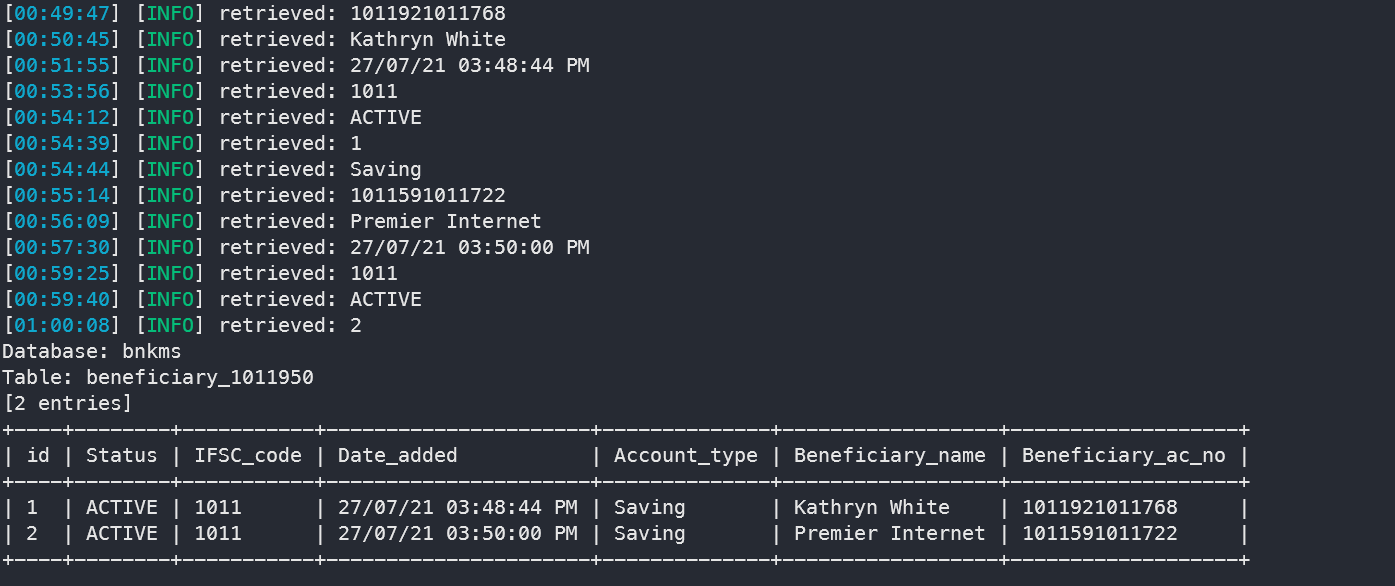 [00:49:47] [INFO] retrieved: 1011921011768
[00:50:45] [INFO] retrieved: Kathryn White
[00:51:55] [INFO] retrieved: 27/07/21 03:48:44 PM
[00:53:56] [INFO] retrieved: 1011
[00:54:12] [INFO] retrieved: ACTIVE
[00:54:39] [INFO] retrieved: 1
[00:54:44] [INFO] retrieved: Saving
[00:55:14] [INFO] retrieved: 1011591011722
[00:56:09] [INFO] retrieved: Premier Internet
[00:57:30] [INFO] retrieved: 27/07/21 03:50:00 PM
[00:59:25] [INFO] retrieved: 1011
[00:59:40] [INFO] retrieved: ACTIVE
[01:00:08] [INFO] retrieved: 2
Database: bnkms
Table: beneficiary_1011950
[2 entries]
+----+--------+-----------+----------------------+--------------+------------------+-------------------+
| id | Status | IFSC_code | Date_added           | Account_type | Beneficiary_name | Beneficiary_ac_no |
+----+--------+-----------+----------------------+--------------+------------------+-------------------+
| 1  | ACTIVE | 1011      | 27/07/21 03:48:44 PM | Saving       | Kathryn White    | 1011921011768     |
| 2  | ACTIVE | 1011      | 27/07/21 03:50:00 PM | Saving       | Premier Internet | 1011591011722     |
+----+--------+-----------+----------------------+--------------+------------------+-------------------+